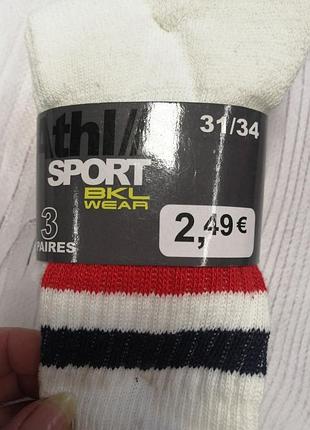 Athl/
31/34
SPORT
BKL
WEAR
3
PAIRES
2,49€